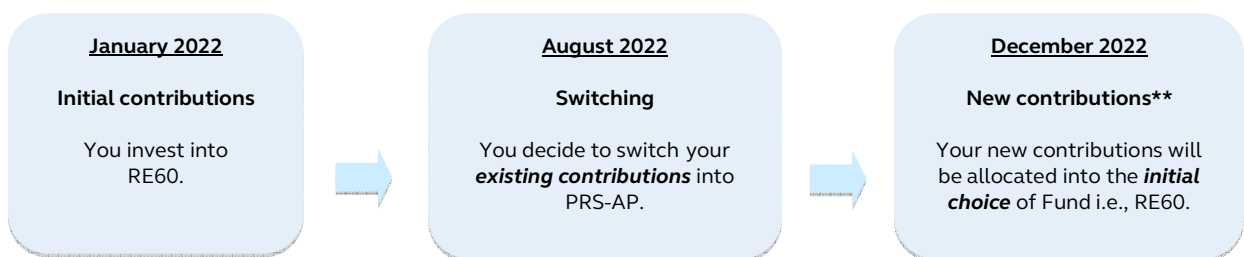 January 2022
Initial contributions
You invest into
RE60.
August 2022
Switching
You decide to switch your
existing contributions into
PRS-AP.
December 2022
New contributions**
Your new contributions will
be allocated into the initial
choice of Fund i.e., RE60.